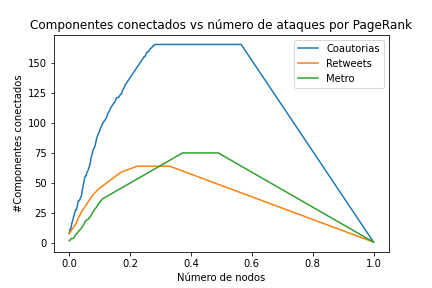 Componentes conectados vs número de ataques por PageRank
Coautorias
Retweets
Metro
#Componentes conectados
150
125
100
75
50
25
0
0.0 0.2 0.4 0.6 0.8 1.0
Número de nodos